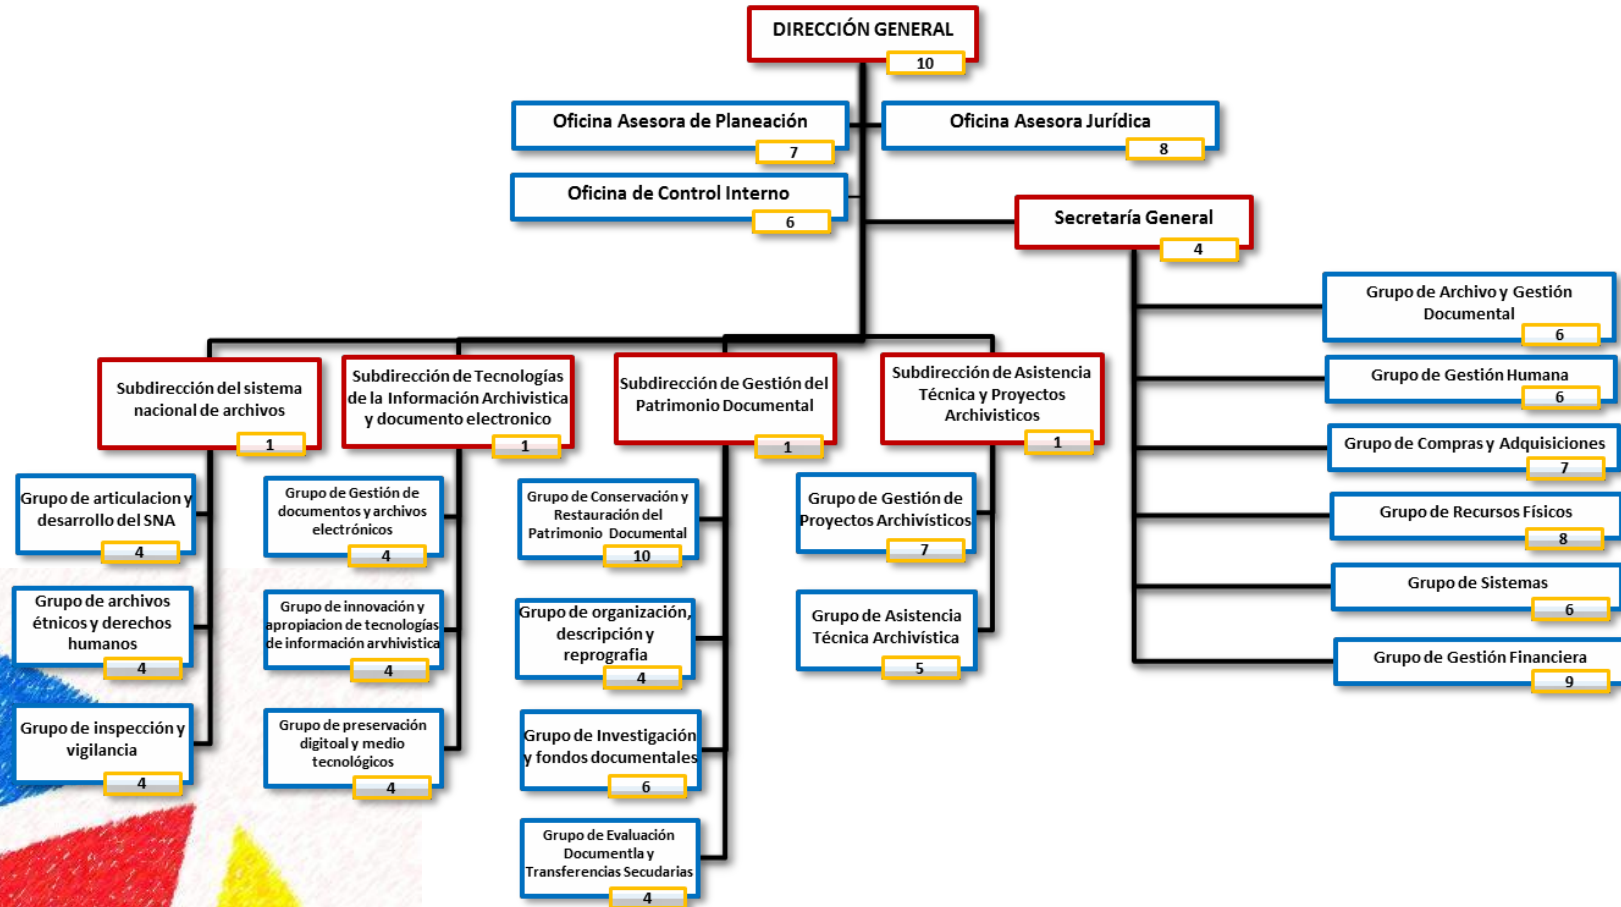 DIRECCIÓN GENERAL
10
Oficina Asesora de Planeación
7
Oficina Asesora Jurídica
8
Oficina de Control Interno
6
Secretaría General
4
Grupo de Archivo y Gestión
Documental
6
Grupo de Gestión Humana
6
Grupo de Compras y Adquisiciones
7
Grupo de Recursos Físicos
8
Grupo de Sistemas
6
Grupo de Gestión Financiera
9
Subdirección del sistema
nacional de archivos
1
Grupo de articulacion y
desarrollo del SNA
4
Grupo de archivos
étnicos y derechos
humanos
4
Grupo de inspección y
vigilancia
4
Subdirección de Tecnologías
de la Información Archivistica
y documento electronico
1
Grupo de Gestión de
documentos y archivos
electrónicos
4
Grupo de innovación y
apropiacion de tecnologías
de información arvhivistica
4
Grupo de preservación
digitoal y medio
tecnológicos
4
Subdirección de Gestión del
Patrimonio Documental
1
Grupo de Conservación y
Restauración del
Patrimonio Documental
10
Grupo de organización,
descripción y
reprografia
4
Grupo de Investigación
y fondos documentales
6
Grupo de Evaluación
Documentla y
Transferencias Secudarias
4
Subdirección de Asistencia
Técnica y Proyectos
Archivisticos
1
Grupo de Gestión de
Proyectos Archivísticos
7
Grupo de Asistencia
Técnica Archivística
5